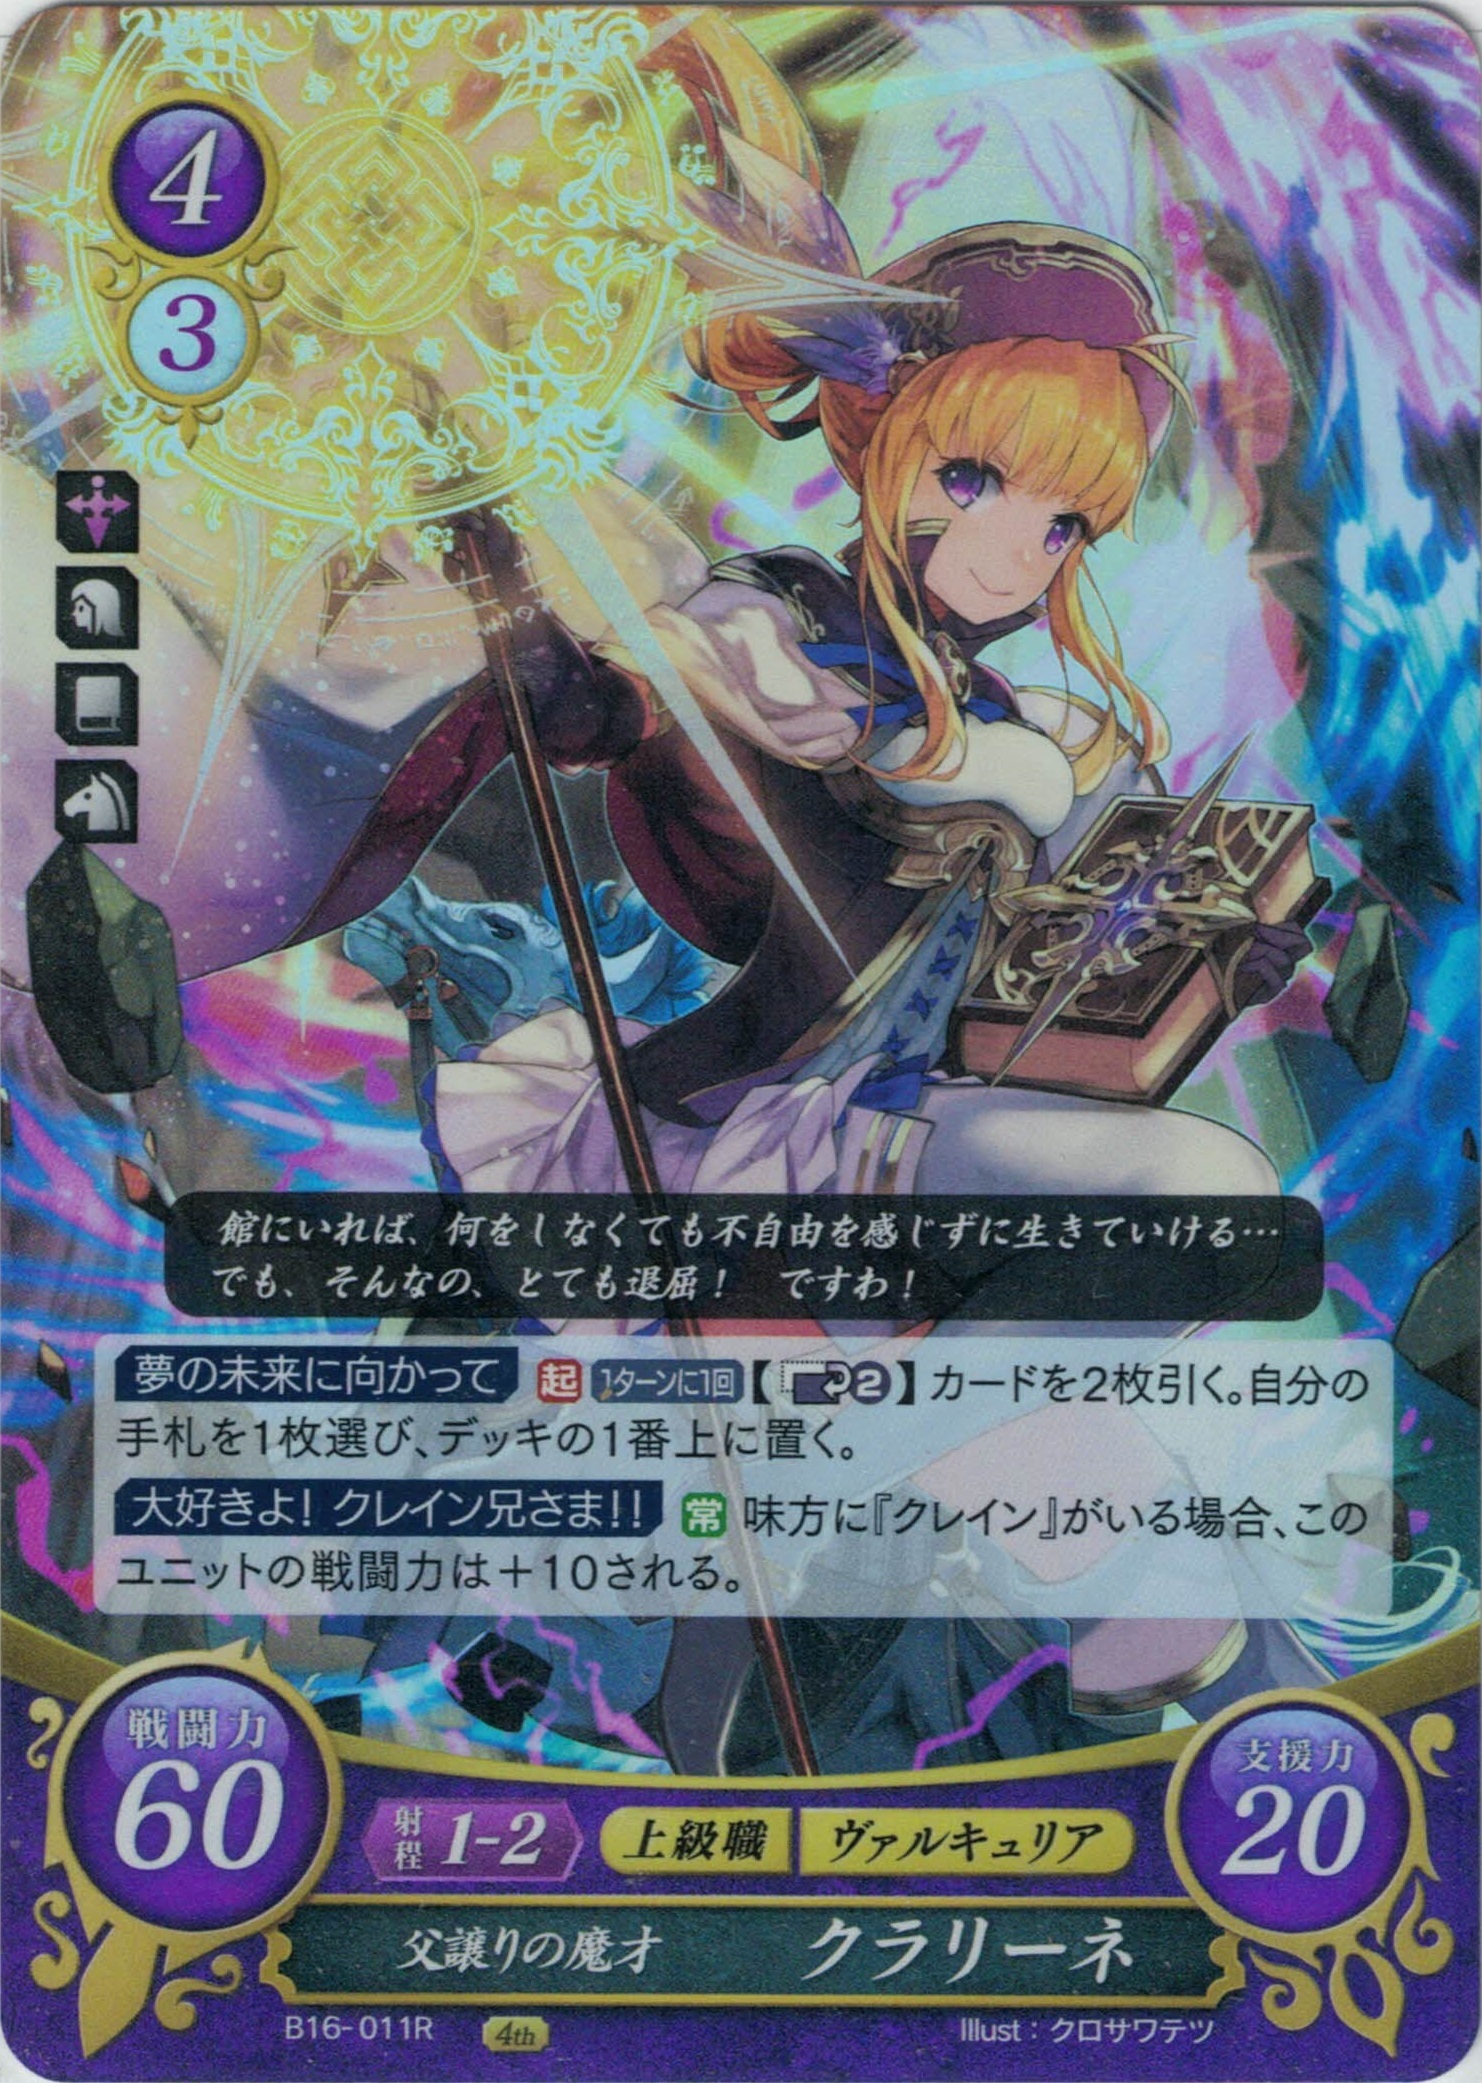 4
3
館にいれば、何をしなくても不自由を感じずに生きていける…
でも、そんなの、とても退屈！　ですわ！
夢の未来に向かって 起 1ターンに1回【2】カードを2枚引く。自分の
手札を1枚選び、デッキの1番上に置く。
大好きよ！ クレイン兄さま!! 常 味方に『クレイン』がいる場合、この
ユニットの戦闘力は＋10される。
戦闘力
60
射程 1-2
上級職 ヴァルキュリア
支援力
20
父譲りの魔才 クラリーネ
B16-011R 4th Illust：クロサワテツ